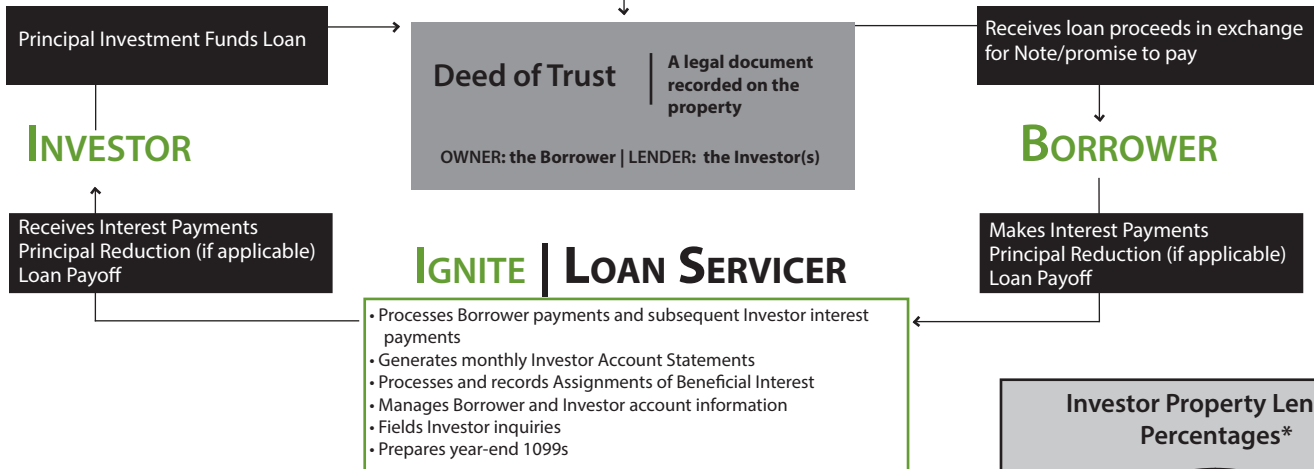 Principal Investment Funds Loan
Deed of Trust
A legal document
recorded on the
property
OWNER: the Borrower | LENDER: the Investor(s)
Receives loan proceeds in exchange
for Note/promise to pay
INVESTOR
BORROWER
Receives Interest Payments
Principal Reduction (if applicable)
Loan Payoff
Makes Interest Payments
Principal Reduction (if applicable)
Loan Payoff
IGNITE | LOAN SERVICER
• Processes Borrower payments and subsequent Investor interest
payments
• Generates monthly Investor Account Statements
• Processes and records Assignments of Beneficial Interest
• Manages Borrower and Investor account information
• Fields Investor inquiries
• Prepares year-end 1099s
Investor Property Len
Percentages*